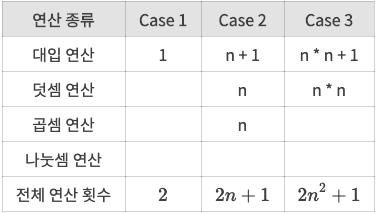 연산 종류 Case 1 Case 2 Case 3
대입 연산 1 n + 1 n * n + 1
덧셈 연산 n n * n
곱셈 연산 n
나눗셈 연산
전체 연산 횟수 2 2n + 1 2n² + 1